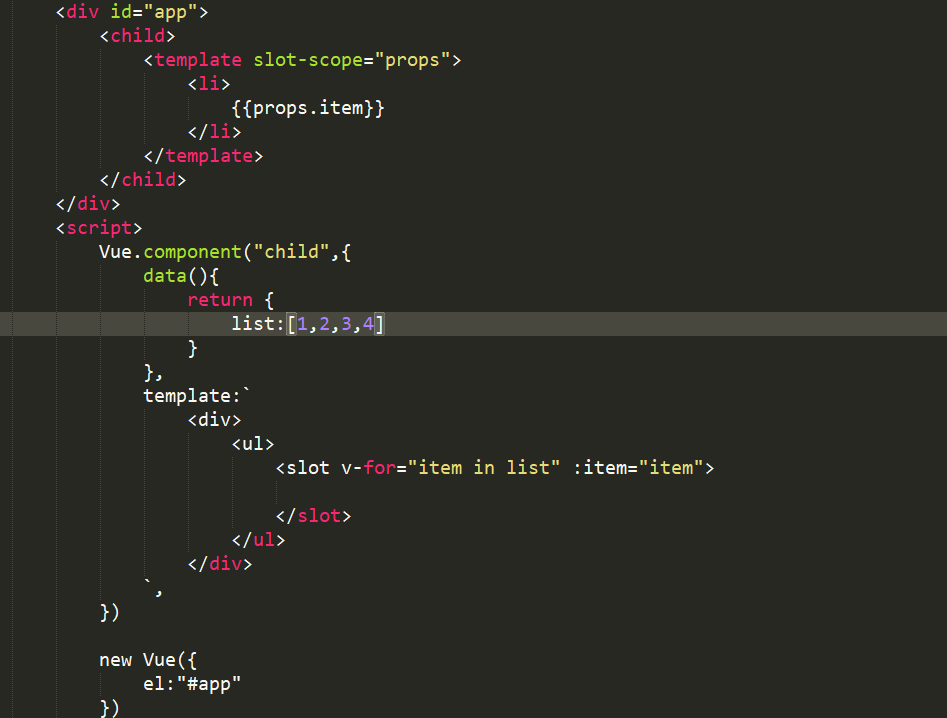 <div id="app">
<child>
<template slot-scope="props">
<li>
{{props.item}}
</li>
</template>
</child>
</div>
<script>
Vue.component("child",{
data(){
return {
list:[1,2,3,4]
}
},
template:`
<div>
<ul>
<slot v-for="item in list" :item="item">
</slot>
</ul>
</div>
`,
})
new Vue({
el:"#app"
})